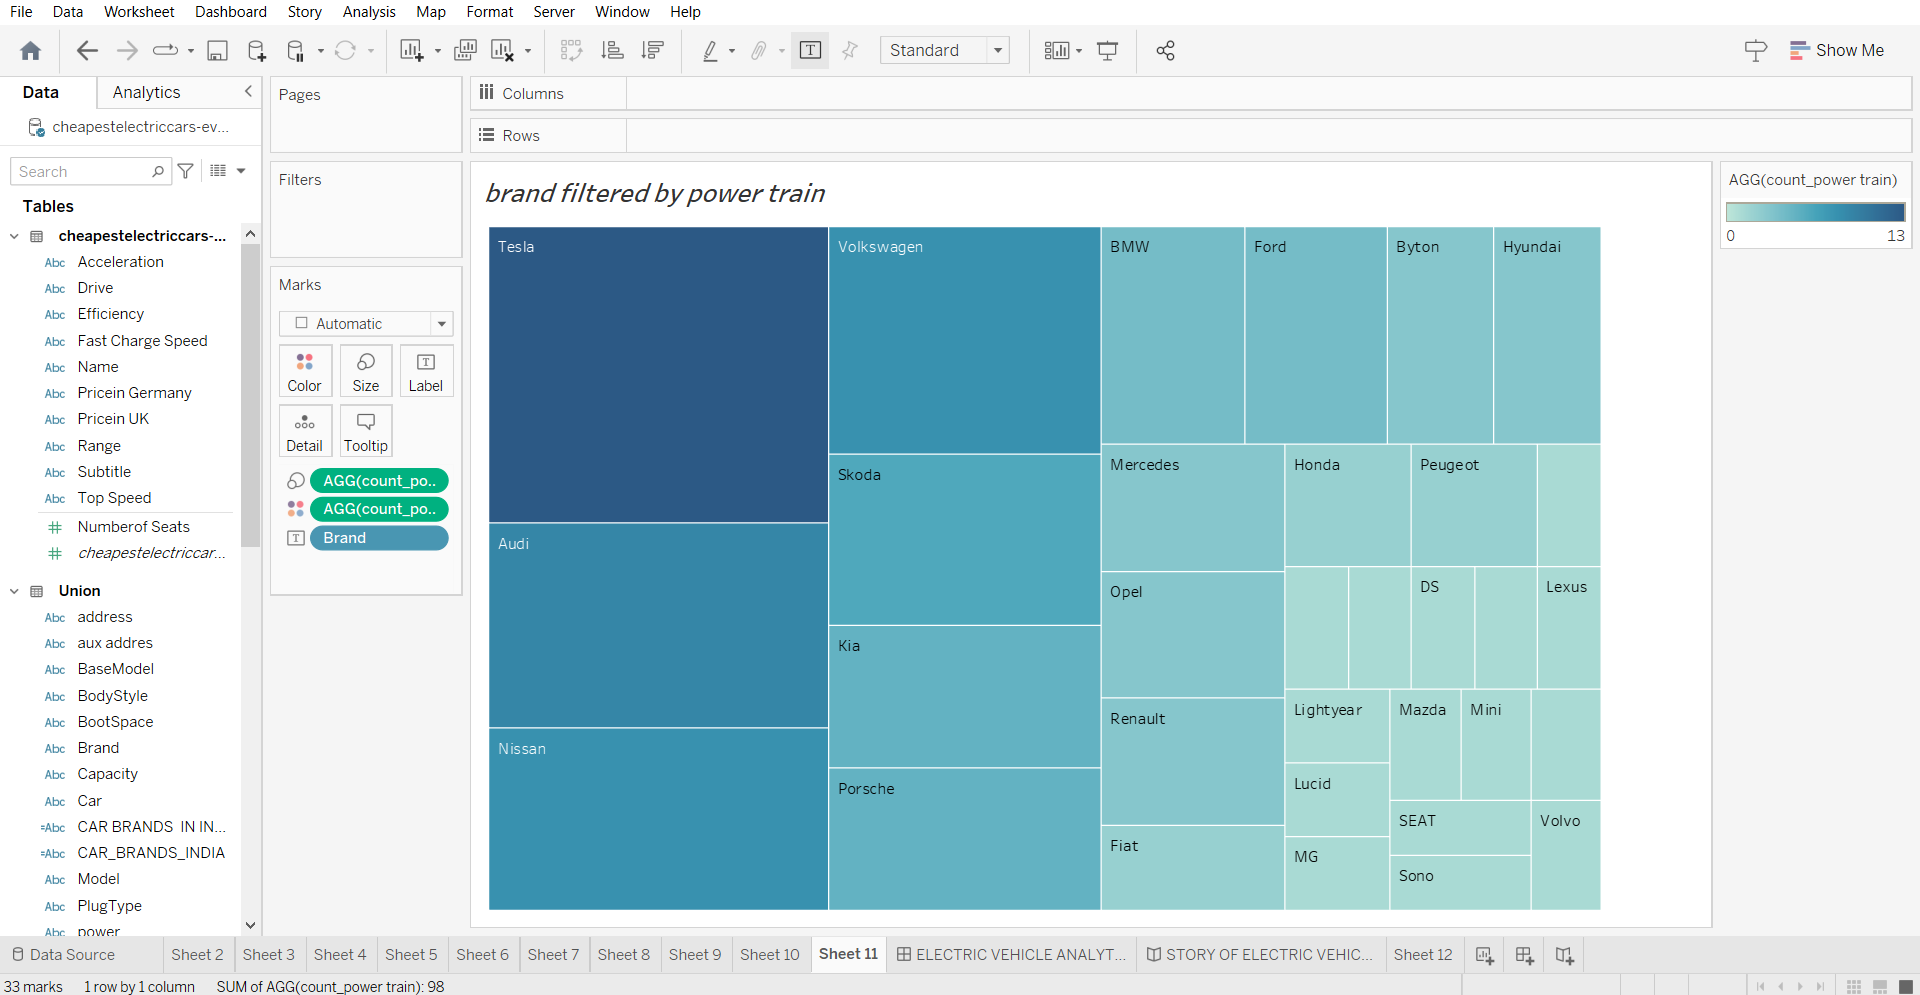 File Data Worksheet Dashboard Story Analysis Map Format Server Window Help
T Standard Show Me
Data Analytics
cheapestelectriccars-ev...
Search
Tables
cheapestelectriccars-...
Abc Acceleration
Abc Drive
Abc Efficiency
Abc Fast Charge Speed
Abc Name
Abc Pricein Germany
Abc Pricein UK
Abc Range
Abc Subtitle
Abc Top Speed
# Numberof Seats
# cheapestelectriccar...
Union
Abc address
Abc aux addres
Abc BaseModel
Abc BodyStyle
Abc BootSpace
Abc Brand
Abc Capacity
Abc Car
=Abc CAR BRANDS IN IN...
=Abc CAR_BRANDS_INDIA
Abc Model
Abc PlugType
Abc power
Pages
Filters
Marks
Automatic
Color Size T Label
Detail Tooltip
AGG(count_po..
AGG(count_po..
T Brand
Columns
Rows
brand filtered by power train
Tesla
Audi
Nissan
Volkswagen
Skoda
Kia
Porsche
BMW
Ford
Byton
Hyundai
Mercedes
Opel
Renault
Fiat
Honda
Peugeot
DS
Lexus
Lightyear
Lucid
MG
Mazda
Mini
SEAT
Sono
Volvo
AGG(count_power train)
0 13
Data Source Sheet 2 Sheet 3 Sheet 4 Sheet 5 Sheet 6 Sheet 7 Sheet 8 Sheet 9 Sheet 10 Sheet 11 ELECTRIC VEHICLE ANALYT... STORY OF ELECTRIC VEHIC... Sheet 12
33 marks 1 row by 1 column SUM of AGG(count_power train): 98